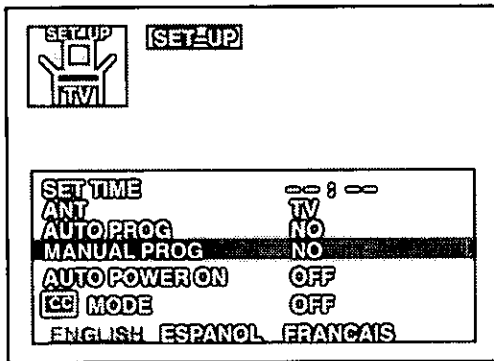 SET-UP [SET-UP]
TV
SET TIME --:--
ANT TV
AUTO PROG NO
MANUAL PROG NO
AUTO POWER ON OFF
CC MODE OFF
ENGLISH ESPANOL FRANCAIS